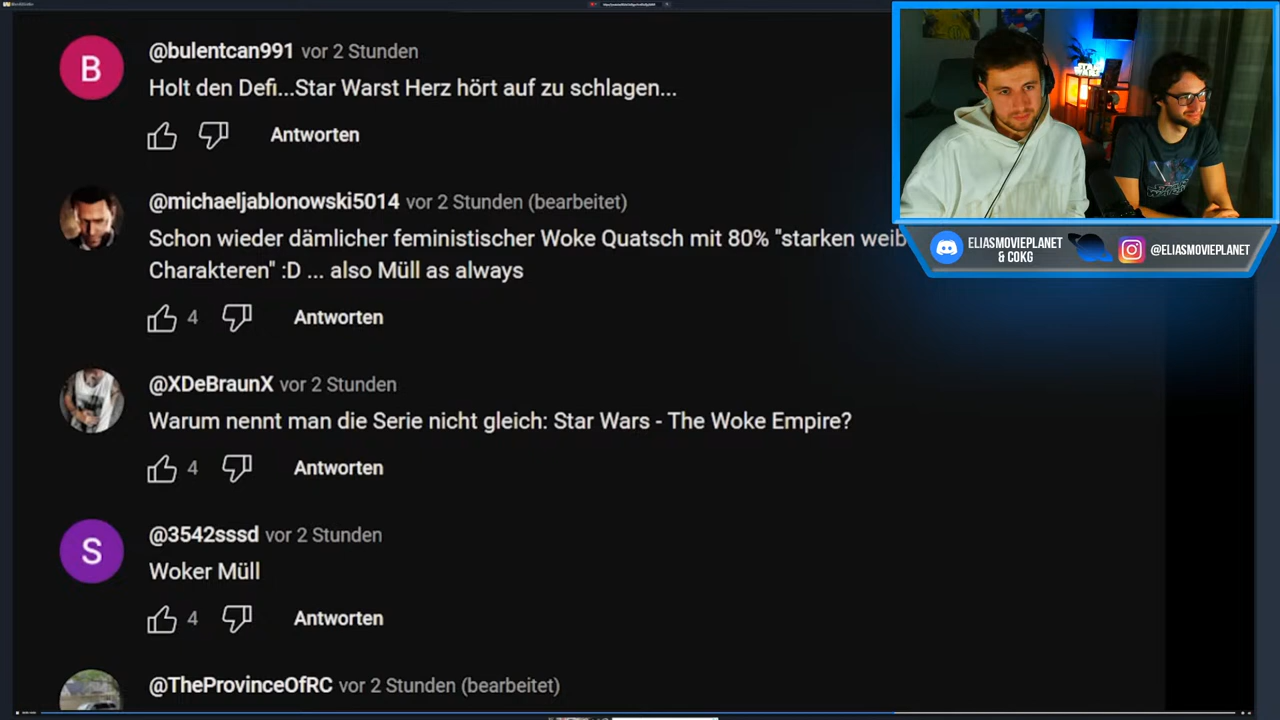 @bulentcan991 vor 2 Stunden
Holt den Defi...Star Warst Herz hört auf zu schlagen...
Antworten
@michaeljablonowski5014 vor 2 Stunden (bearbeitet)
Schon wieder dämlicher feministischer Woke Quatsch mit 80% "starken weib
Charakteren" :D ... also Müll as always
4 Antworten
@XDeBraunX vor 2 Stunden
Warum nennt man die Serie nicht gleich: Star Wars - The Woke Empire?
4 Antworten
@3542sssd vor 2 Stunden
Woker Müll
4 Antworten
@TheProvinceOfRC vor 2 Stunden (bearbeitet)
B
S
STAR WARS
ELIASMOVIEPLANET
& COKG
@ELIASMOVIEPLANET